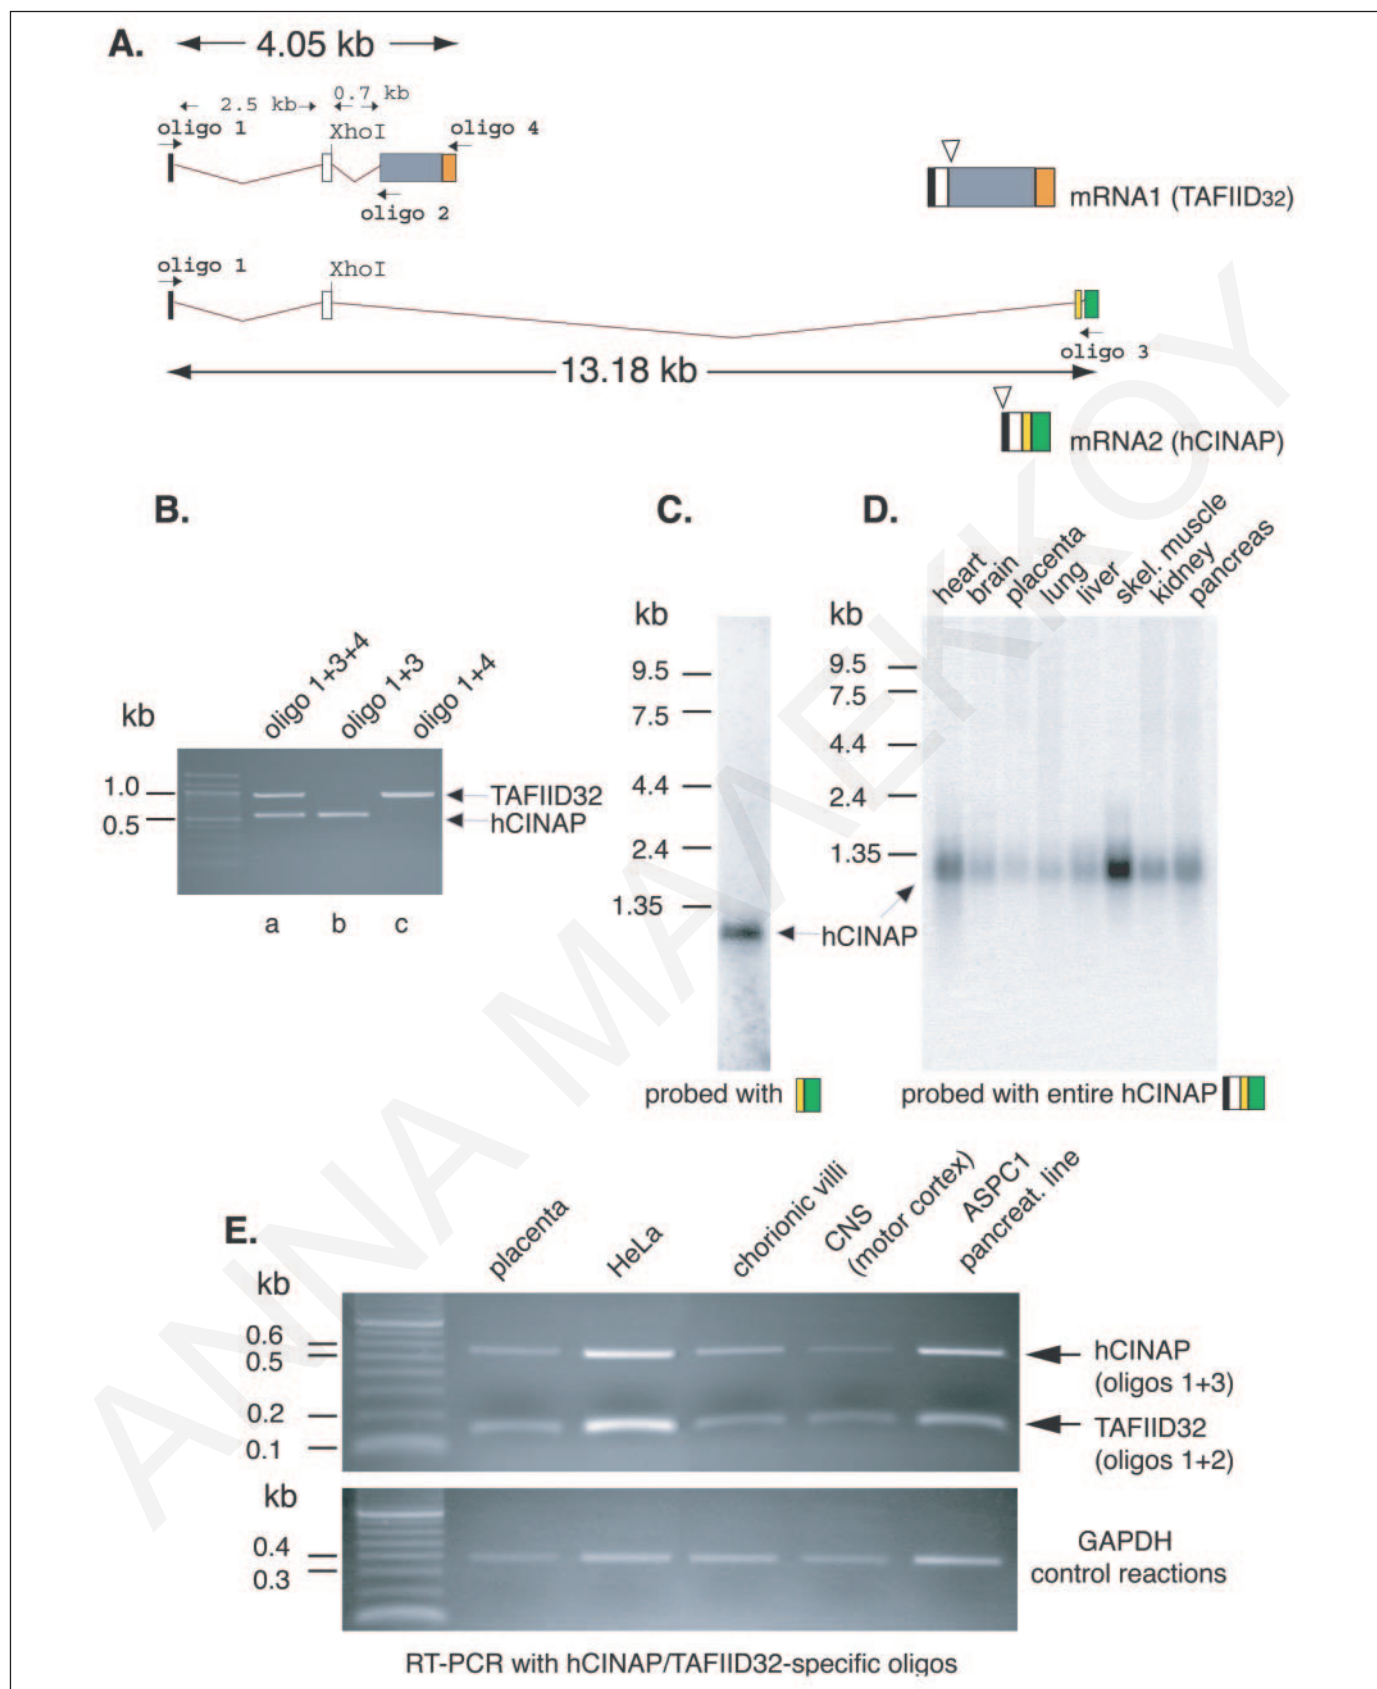 A.
4.05 kb
2.5 kb
0.7 kb
oligo 1
XhoI
oligo 4
oligo 2
mRNA1 (TAFIID32)
oligo 1
XhoI
oligo 3
13.18 kb
mRNA2 (hCINAP)
B.
kb
oligo 1+3+4
oligo 1+3
oligo 1+4
1.0
0.5
TAFIID32
hCINAP
a
b
c
C.
kb
9.5
7.5
4.4
2.4
1.35
hCINAP
probed with
D.
kb
heart
brain
placenta
lung
liver
skel. muscle
kidney
pancreas
9.5
7.5
4.4
2.4
1.35
probed with entire hCINAP
E.
kb
placenta
HeLa
chorionic villi
CNS
(motor cortex)
ASPC1
pancreat. line
0.6
0.5
0.2
0.1
hCINAP
(oligos 1+3)
TAFIID32
(oligos 1+2)
kb
0.4
0.3
GAPDH
control reactions
RT-PCR with hCINAP/TAFIID32-specific oligos
ANNA ΜΑΛΕΚΚΟΥ